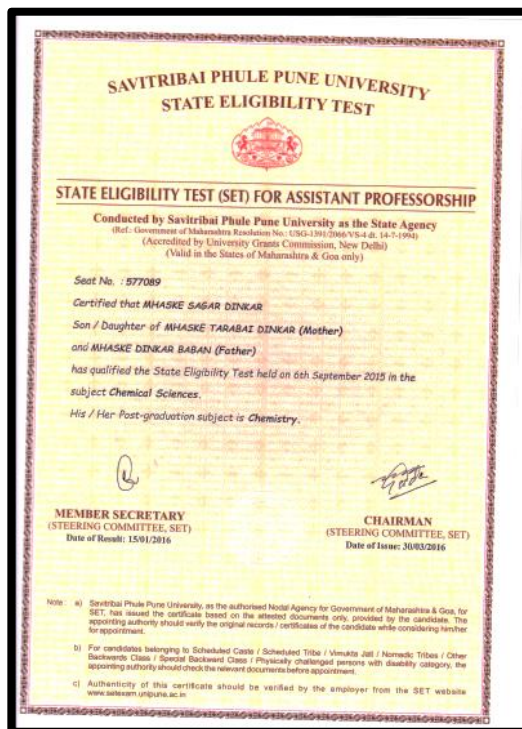 SAVITRIBAI PHULE PUNE UNIVERSITY
STATE ELIGIBILITY TEST
STATE ELIGIBILITY TEST (SET) FOR ASSISTANT PROFESSORSHIP
Conducted by Savitribai Phule Pune University as the State Agency
(Ref.: Government of Maharashtra Resolution No.: USG-1391/2066/VS-4 dt. 14-7-1994)
(Accredited by University Grants Commission, New Delhi)
(Valid in the States of Maharashtra & Goa only)
Seat No. : 577089
Certified that MHASKE SAGAR DINKAR
Son / Daughter of MHASKE TARABAI DINKAR (Mother)
and MHASKE DINKAR BABAN (Father)
has qualified the State Eligibility Test held on 6th September 2015 in the
subject Chemical Sciences.
His / Her Post-graduation subject is Chemistry.
MEMBER SECRETARY
(STEERING COMMITTEE, SET)
Date of Result: 15/01/2016
CHAIRMAN
(STEERING COMMITTEE, SET)
Date of Issue: 30/03/2016
Note : a) Savitribai Phule Pune University, as the authorised Nodal Agency for Government of Maharashtra & Goa, for
SET, has issued the certificate based on the attested documents only, provided by the candidate. The
appointing authority should verify the original records / certificates of the candidate while considering him/her
for appointment.
b) For candidates belonging to Scheduled Caste / Scheduled Tribe / Vimukta Jati / Nomedic Tribes / Other
Backwards Class / Special Backward Class / Physically challenged persons with disability category, the
appointing authority should check the relevant documents before appointment.
c) Authenticity of this certificate should be verified by the employer from the SET website
www.setexam.unipune.ac.in